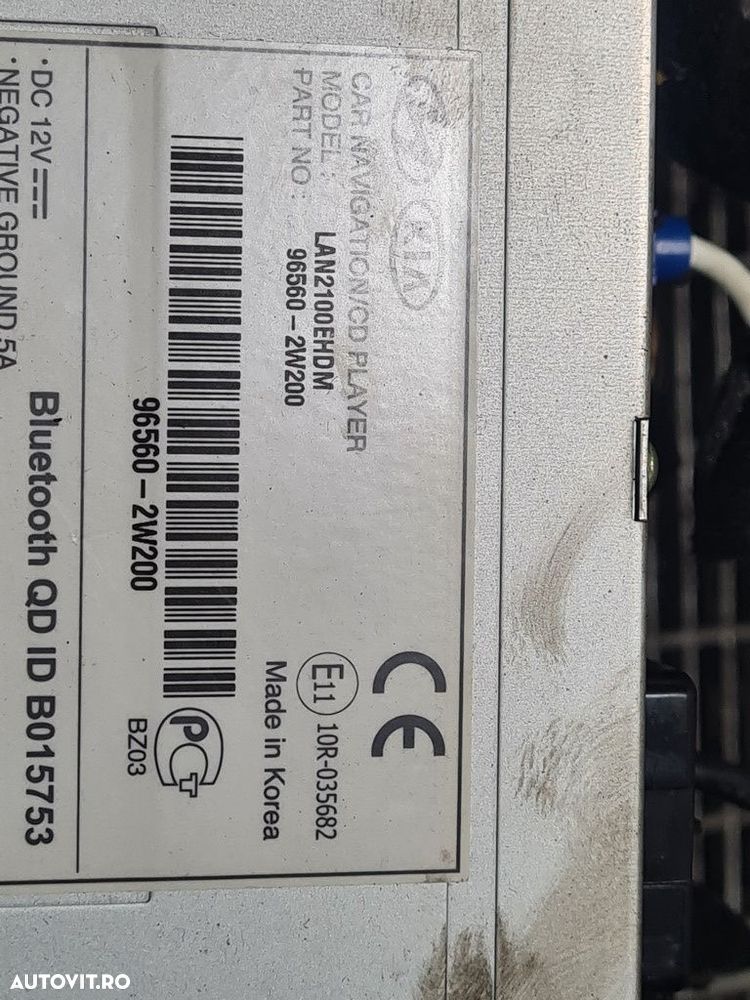 KIA
CAR NAVIGATION/CD PLAYER
MODEL : LAN2100EHDM
PART NO : 96560-2W200
CE
E11 10R-035682
Made in Korea
96560-2W200
PCT
BZ03
• DC 12V
• NEGATIVE GROUND 5A
Bluetooth QD ID B015753
AUTOVIT.RO